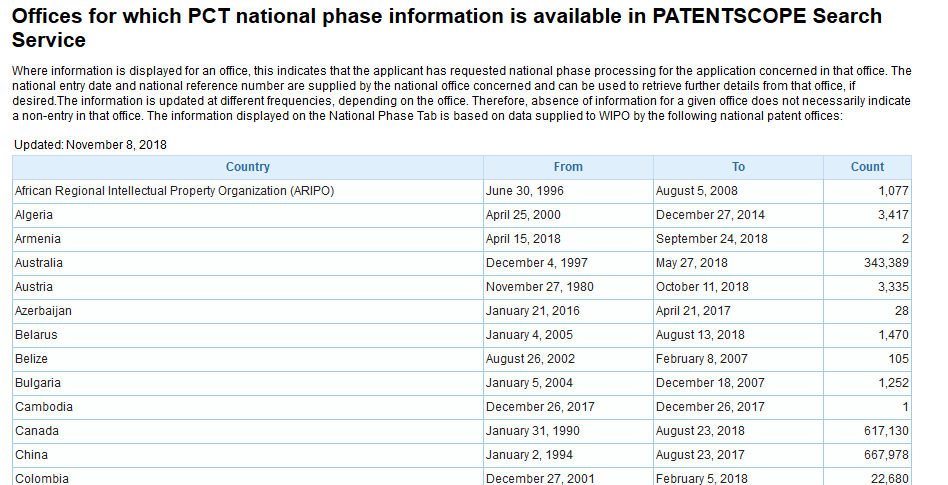 Offices for which PCT national phase information is available in PATENTSCOPE Search
Service
Where information is displayed for an office, this indicates that the applicant has requested national phase processing for the application concerned in that office. The
national entry date and national reference number are supplied by the national office concerned and can be used to retrieve further details from that office, if
desired.The information is updated at different frequencies, depending on the office. Therefore, absence of information for a given office does not necessarily indicate
a non-entry in that office. The information displayed on the National Phase Tab is based on data supplied to WIPO by the following national patent offices:
Updated: November 8, 2018
Country From To Count
African Regional Intellectual Property Organization (ARIPO) June 30, 1996 August 5, 2008 1,077
Algeria April 25, 2000 December 27, 2014 3,417
Armenia April 15, 2018 September 24, 2018 2
Australia December 4, 1997 May 27, 2018 343,389
Austria November 27, 1980 October 11, 2018 3,335
Azerbaijan January 21, 2016 April 21, 2017 28
Belarus January 4, 2005 August 13, 2018 1,470
Belize August 26, 2002 February 8, 2007 105
Bulgaria January 5, 2004 December 18, 2007 1,252
Cambodia December 26, 2017 December 26, 2017 1
Canada January 31, 1990 August 23, 2018 617,130
China January 2, 1994 August 23, 2017 667,978
Colombia December 27, 2001 February 5, 2018 22,680